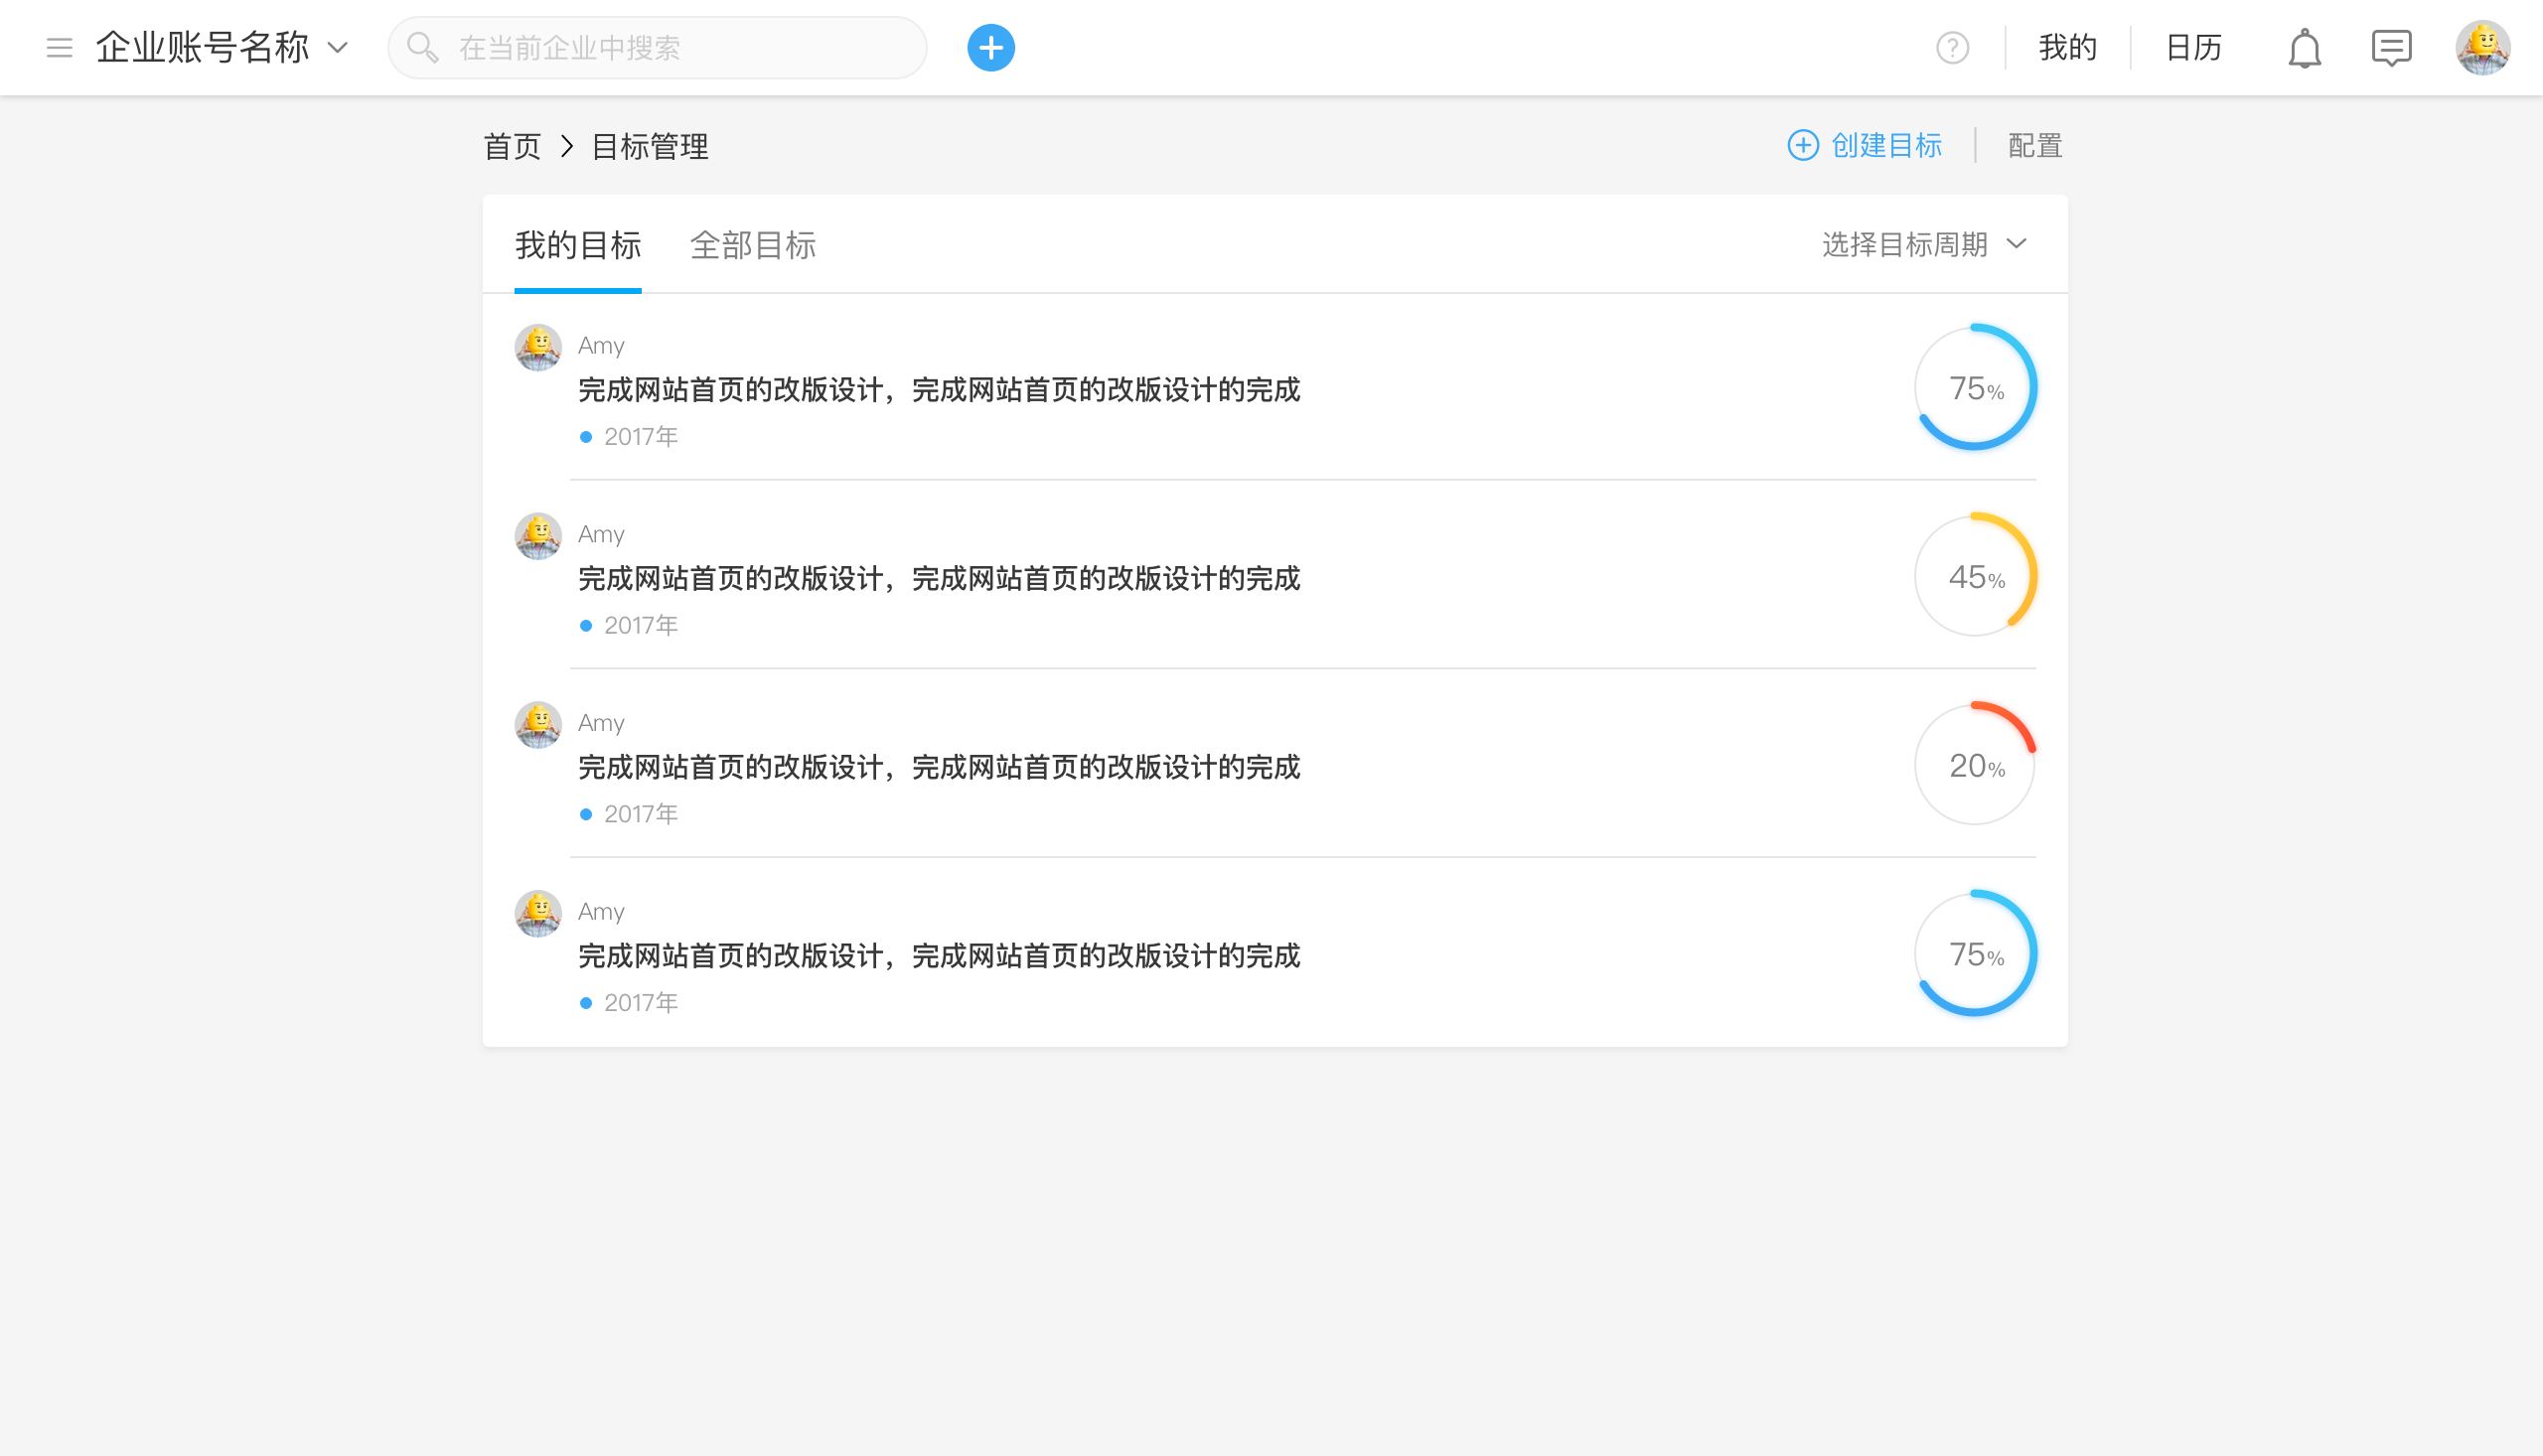 企业账号名称
在当前企业中搜索
我的
日历
首页 > 目标管理
创建目标
配置
我的目标
全部目标
选择目标周期
Amy
完成网站首页的改版设计，完成网站首页的改版设计的完成
2017年
75%
Amy
完成网站首页的改版设计，完成网站首页的改版设计的完成
2017年
45%
Amy
完成网站首页的改版设计，完成网站首页的改版设计的完成
2017年
20%
Amy
完成网站首页的改版设计，完成网站首页的改版设计的完成
2017年
75%